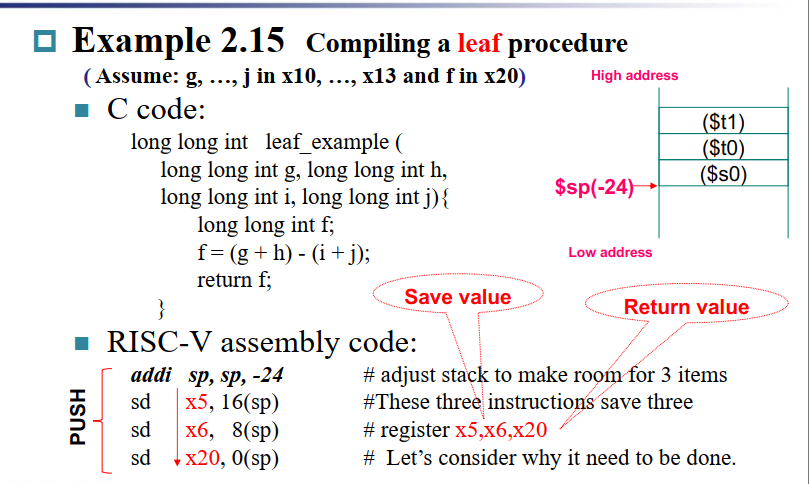 Example 2.15 Compiling a leaf procedure
( Assume: g, …, j in x10, …, x13 and f in x20)
High address
C code:
long long int leaf_example (
long long int g, long long int h,
long long int i, long long int j){
long long int f;
f = (g + h) - (i + j);
return f;
}
($t1)
($t0)
($s0)
$sp(-24)
Low address
Save value
Return value
RISC-V assembly code:
PUSH
addi sp, sp, -24 # adjust stack to make room for 3 items
sd x5, 16(sp) #These three instructions save three
sd x6, 8(sp) # register x5,x6,x20
sd x20, 0(sp) # Let's consider why it need to be done.